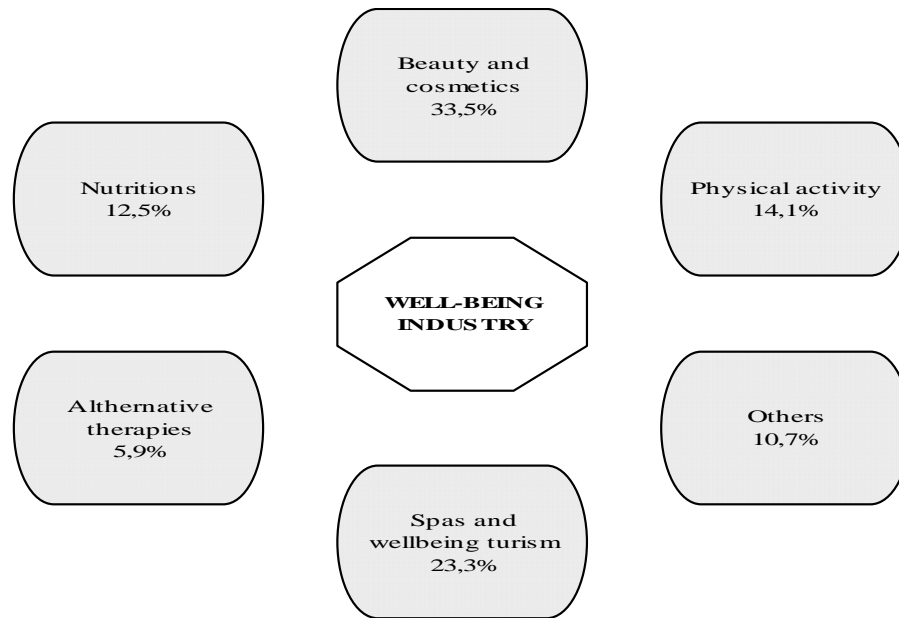 Beauty and
cosmetics
33,5%
Nutritions
12,5%
Physical activity
14,1%
WELL-BEING
INDUSTRY
Althernative
therapies
5,9%
Others
10,7%
Spas and
wellbeing turism
23,3%